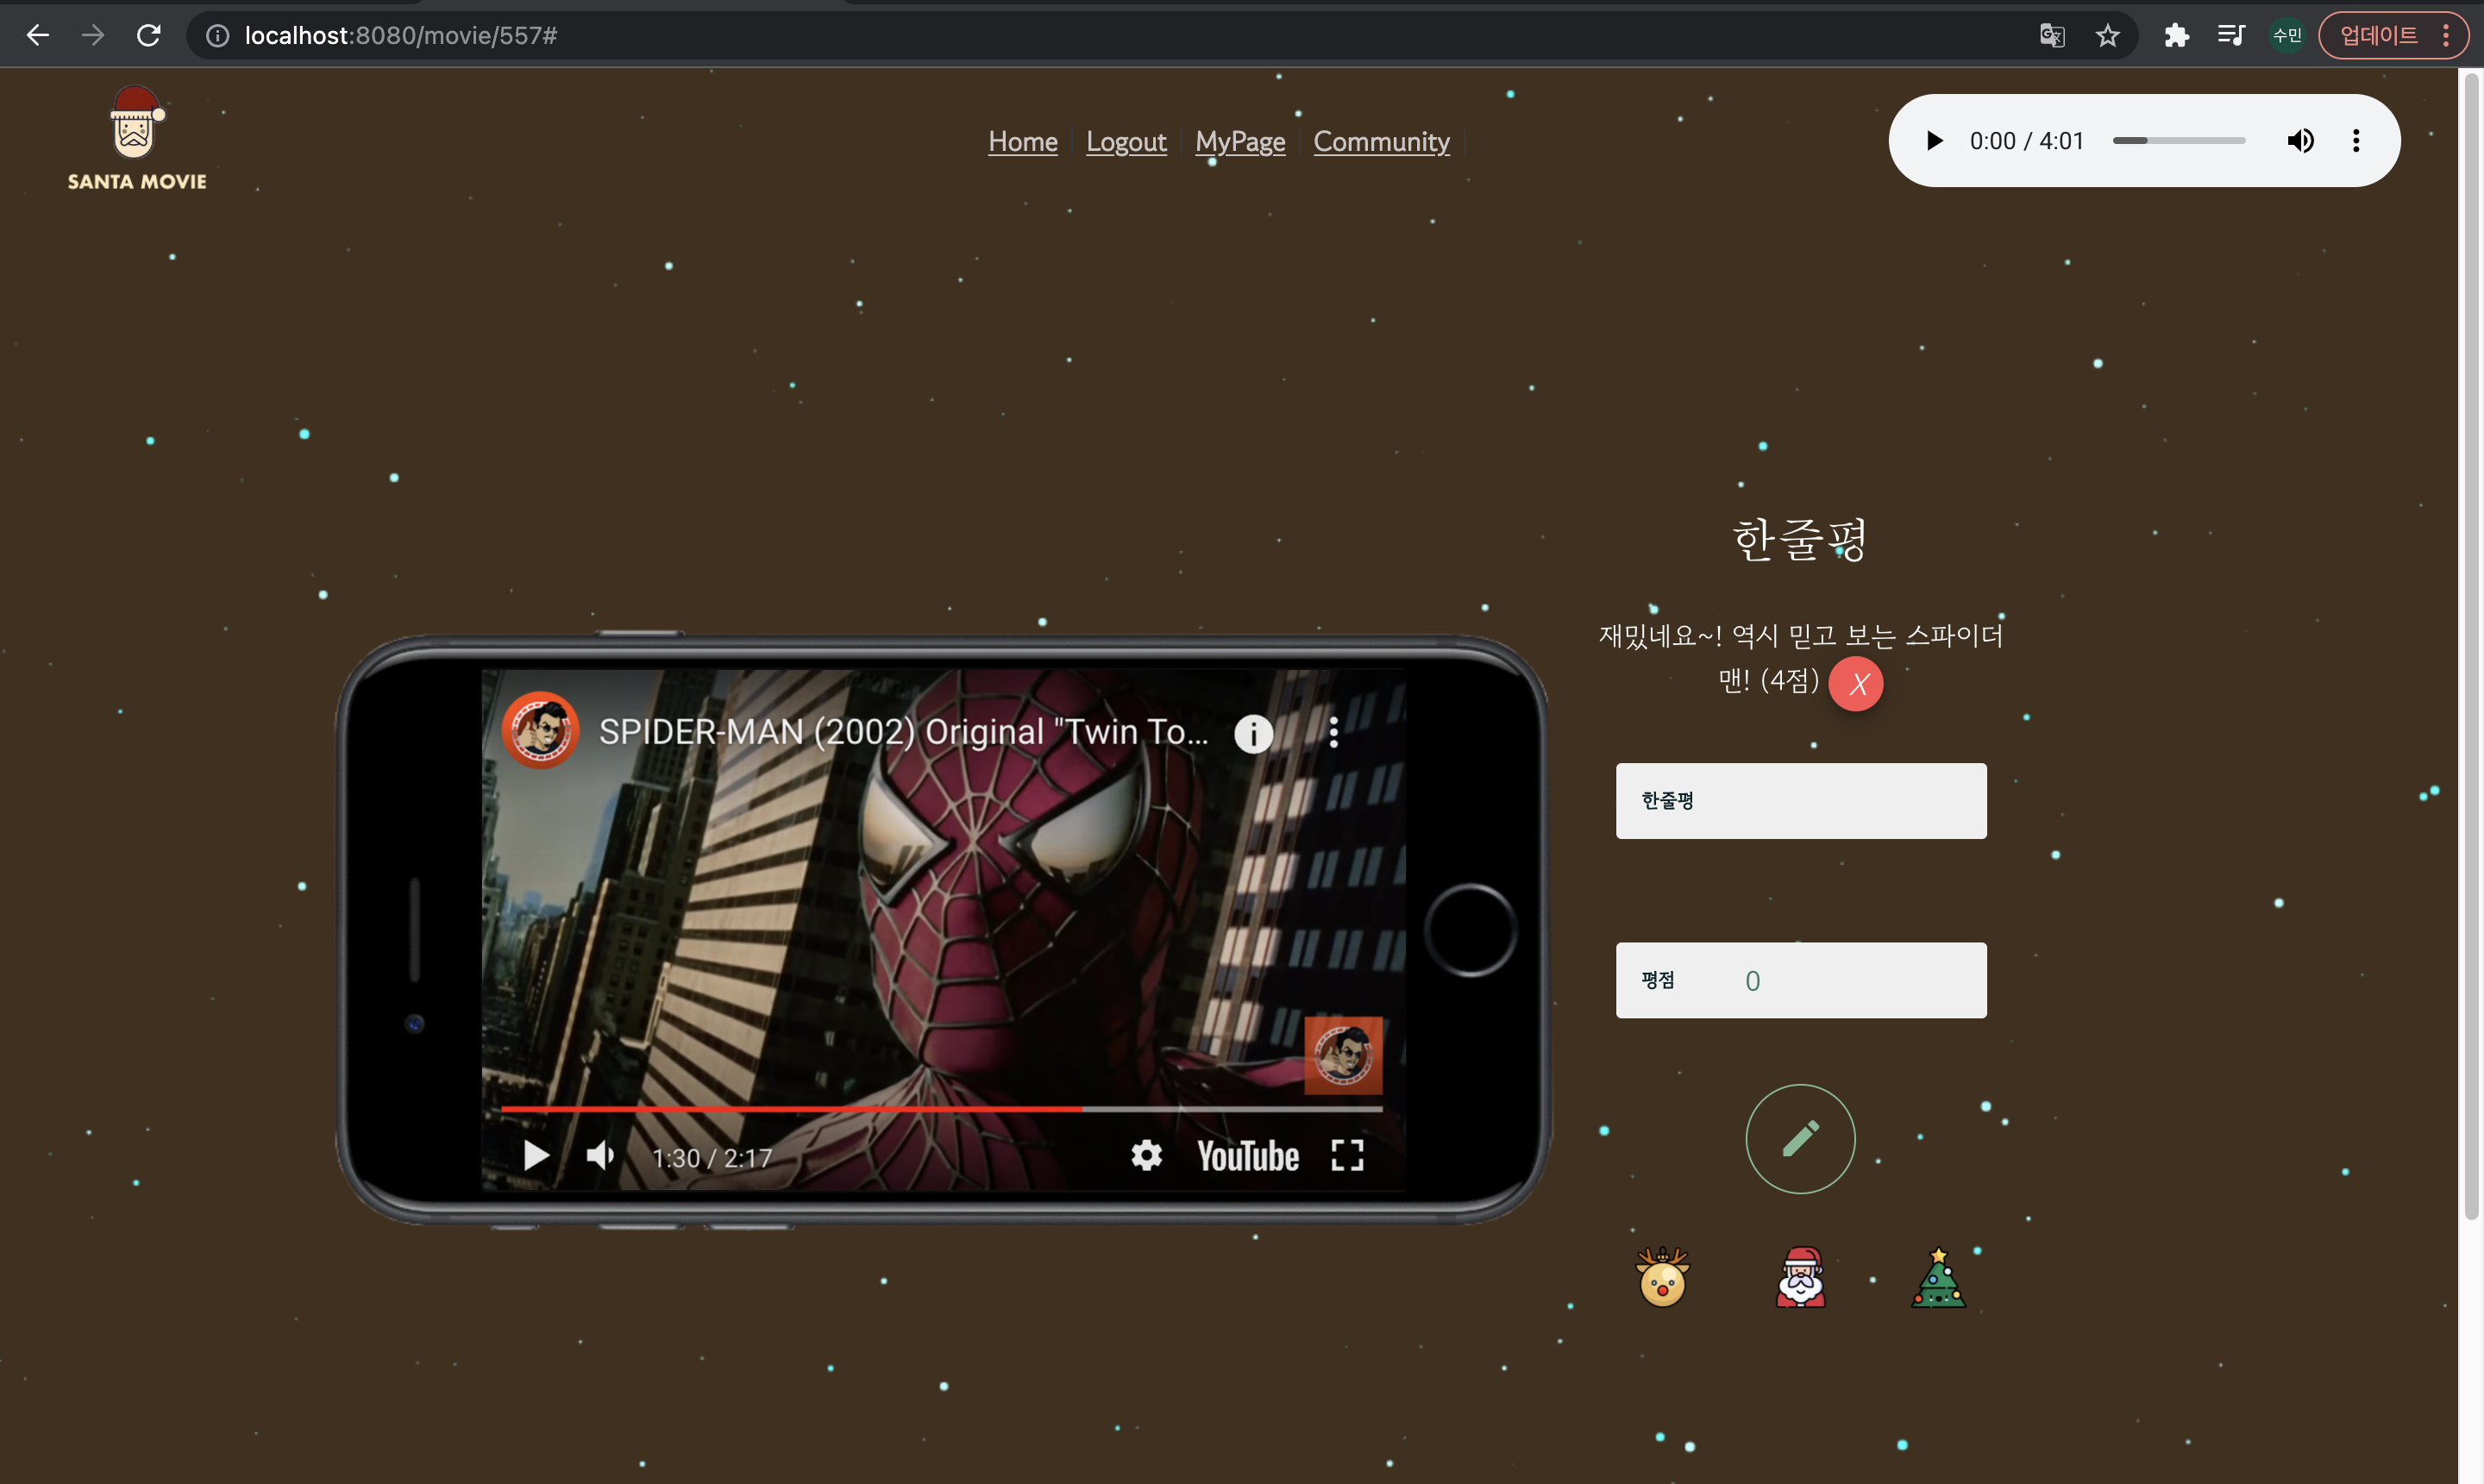 localhost:8080/movie/557#
수민
업데이트
SANTA MOVIE
Home
Logout
MyPage
Community
0:00 / 4:01
한줄평
재밌네요~! 역시 믿고 보는 스파이더
맨! (4점)
X
SPIDER-MAN (2002) Original "Twin To...
한줄평
평점
0
1:30 / 2:17
YouTube